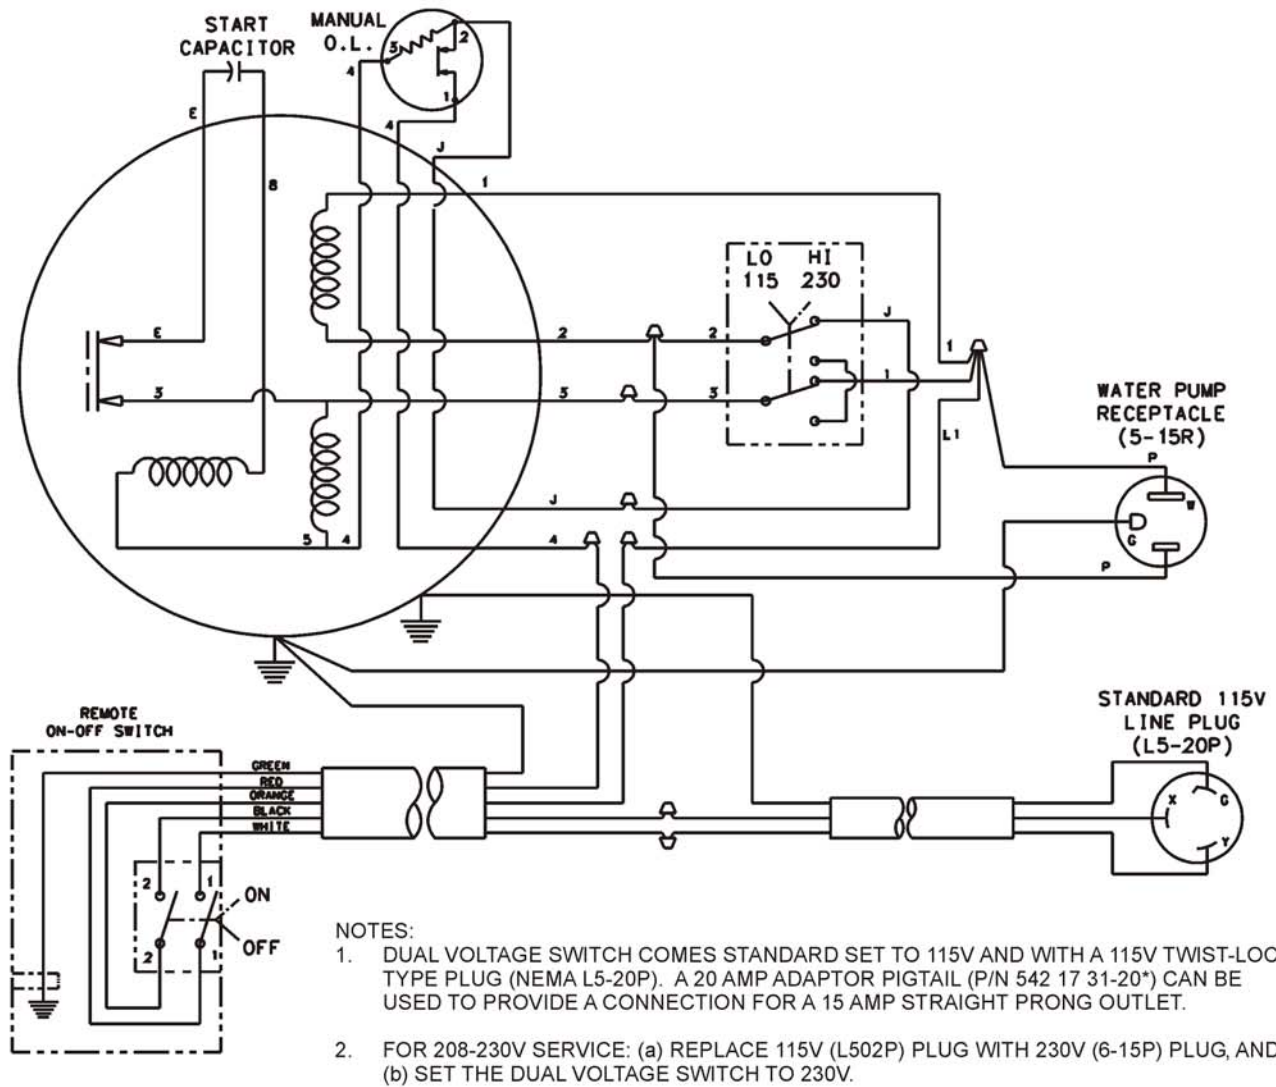 START
CAPACITOR
MANUAL
O.L.
3
2
1
4
4
J
E
8
1
LO HI
115 230
J
E
2
2
3
3
3
1
1
L1
WATER PUMP
RECEPTACLE
(5-15R)
P
W
G
P
J
5 4
4
STANDARD 115V
LINE PLUG
(L5-20P)
X
G
Y
REMOTE
ON-OFF SWITCH
GREEN
RED
ORANGE
BLACK
WHITE
2 1
ON
OFF
2 1
NOTES:
1. DUAL VOLTAGE SWITCH COMES STANDARD SET TO 115V AND WITH A 115V TWIST-LOC
TYPE PLUG (NEMA L5-20P). A 20 AMP ADAPTOR PIGTAIL (P/N 542 17 31-20*) CAN BE
USED TO PROVIDE A CONNECTION FOR A 15 AMP STRAIGHT PRONG OUTLET.
2. FOR 208-230V SERVICE: (a) REPLACE 115V (L502P) PLUG WITH 230V (6-15P) PLUG, AND
(b) SET THE DUAL VOLTAGE SWITCH TO 230V.